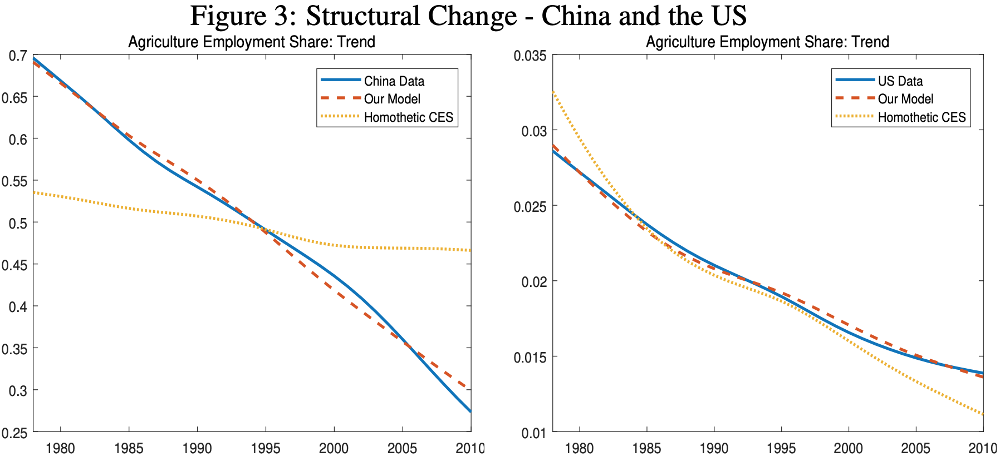 Figure 3: Structural Change - China and the US
Agriculture Employment Share: Trend
0.7
0.65
0.6
0.55
0.5
0.45
0.4
0.35
0.3
0.25
1980 1985 1990 1995 2000 2005 2010
China Data
Our Model
Homothetic CES
Agriculture Employment Share: Trend
0.035
0.03
0.025
0.02
0.015
0.01
1980 1985 1990 1995 2000 2005 2010
US Data
Our Model
Homothetic CES